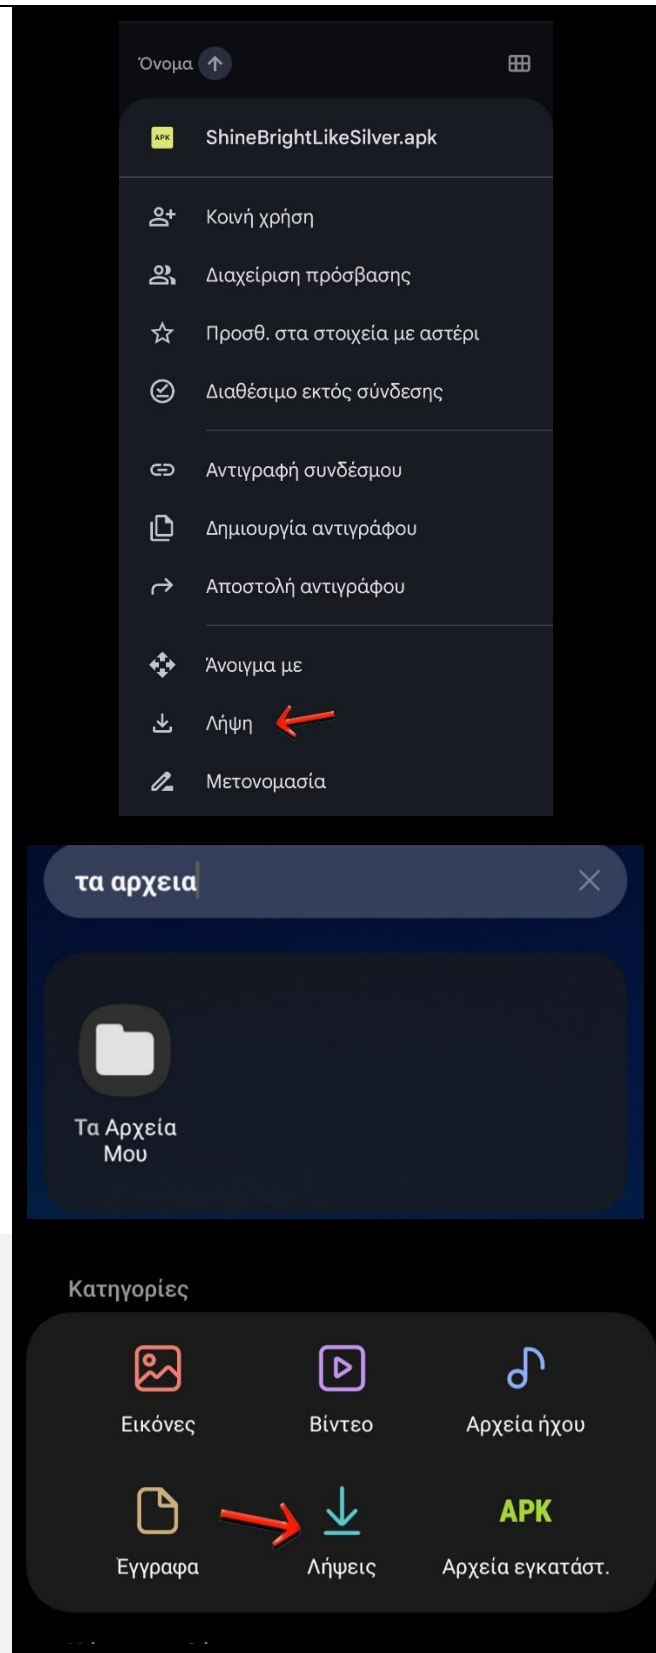 Όνομα
APK
ShineBrightLikeSilver.apk
Κοινή χρήση
Διαχείριση πρόσβασης
Προσθ. στα στοιχεία με αστέρι
Διαθέσιμο εκτός σύνδεσης
Αντιγραφή συνδέσμου
Δημιουργία αντιγράφου
Αποστολή αντιγράφου
Άνοιγμα με
Λήψη
Μετονομασία
τα αρχεια
Τα Αρχεία
Μου
Κατηγορίες
Εικόνες
Βίντεο
Αρχεία ήχου
APK
Έγγραφα
Λήψεις
Αρχεία εγκατάστ.